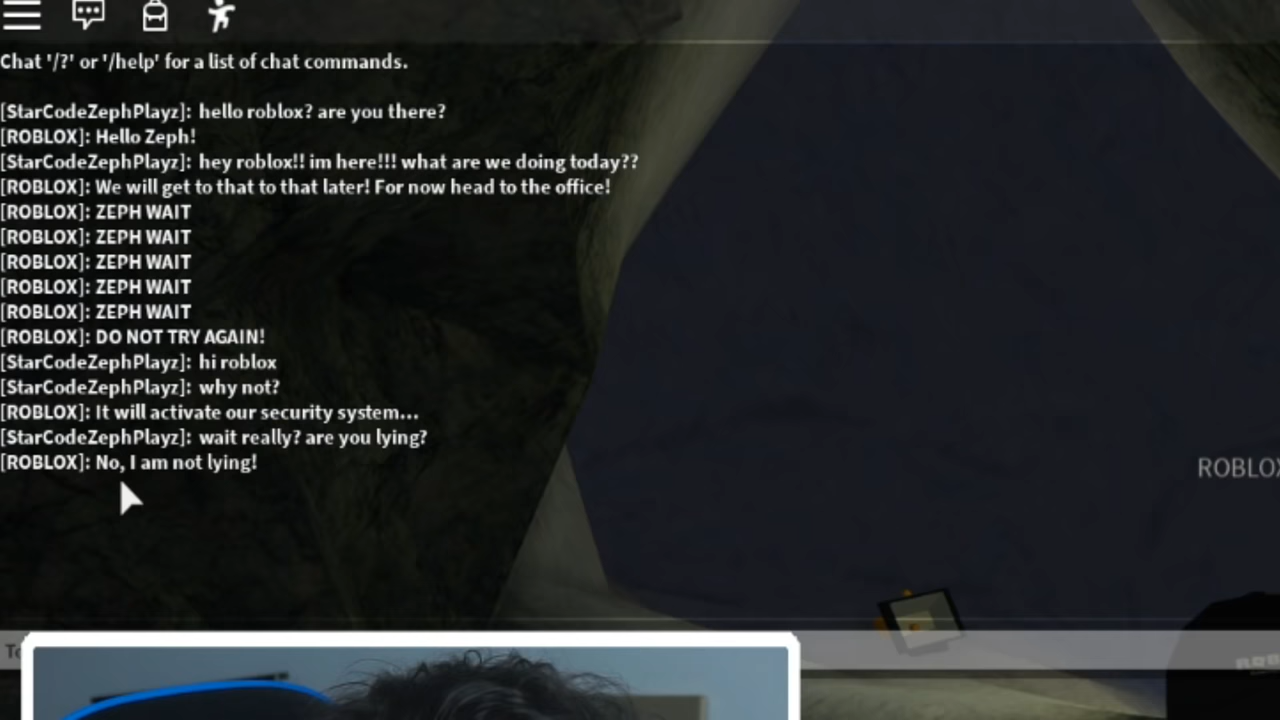 Chat '/?' or '/help' for a list of chat commands.
[StarCodeZephPlayz]: hello roblox? are you there?
[ROBLOX]: Hello Zeph!
[StarCodeZephPlayz]: hey roblox!! im here!!! what are we doing today??
[ROBLOX]: We will get to that to that later! For now head to the office!
[ROBLOX]: ZEPH WAIT
[ROBLOX]: ZEPH WAIT
[ROBLOX]: ZEPH WAIT
[ROBLOX]: ZEPH WAIT
[ROBLOX]: ZEPH WAIT
[ROBLOX]: DO NOT TRY AGAIN!
[StarCodeZephPlayz]: hi roblox
[StarCodeZephPlayz]: why not?
[ROBLOX]: It will activate our security system...
[StarCodeZephPlayz]: wait really? are you lying?
[ROBLOX]: No, I am not lying!
ROBLOX